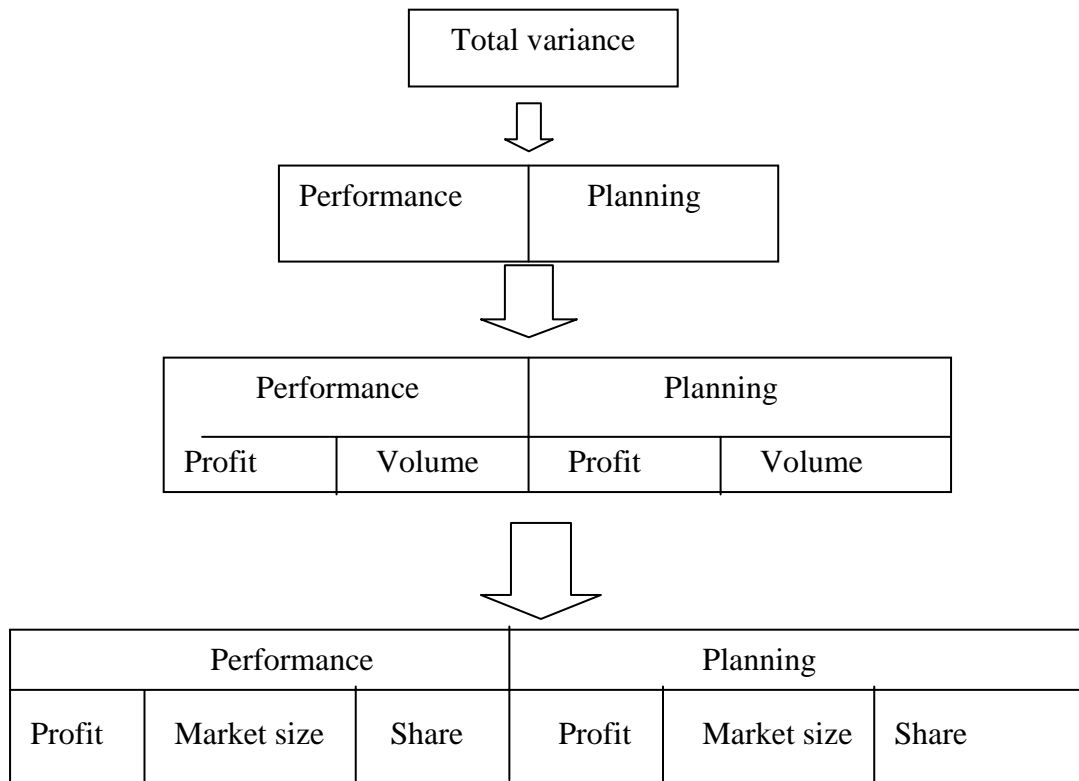 Total variance
Performance Planning
Performance Planning
Profit Volume Profit Volume
Performance Planning
Profit Market size Share Profit Market size Share